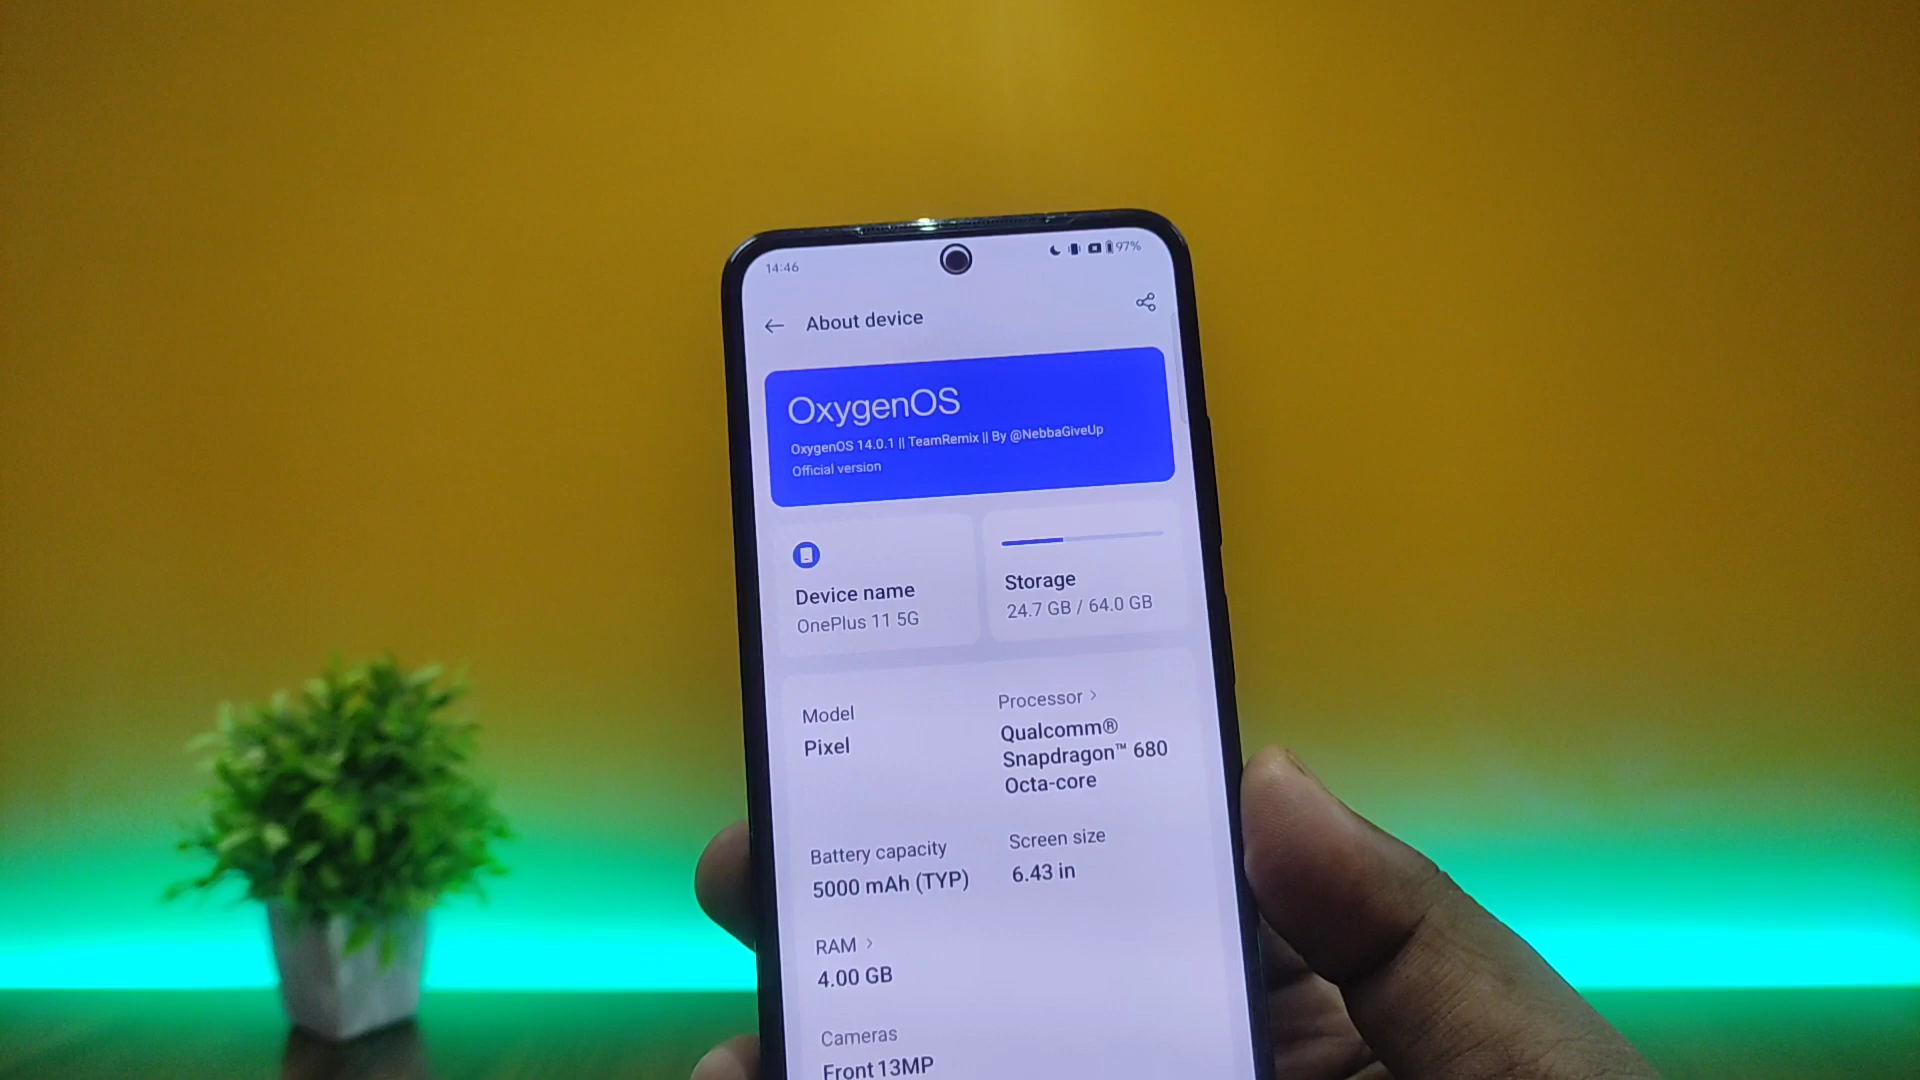 14:46
97%
About device
OxygenOS
OxygenOS 14.0.1 || TeamRemix || By @NebbaGiveUp
Official version
Device name
OnePlus 11 5G
Storage
24.7 GB / 64.0 GB
Model
Pixel
Processor >
Qualcomm®
Snapdragon™ 680
Octa-core
Battery capacity
5000 mAh (TYP)
Screen size
6.43 in
RAM >
4.00 GB
Cameras
Front 13MP